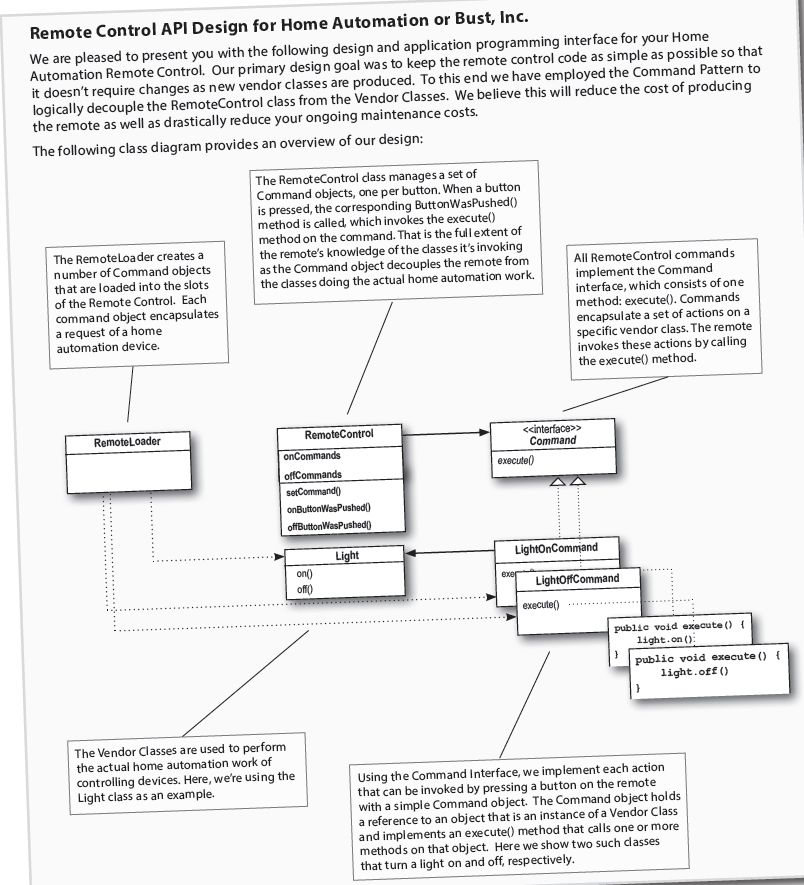 Remote Control API Design for Home Automation or Bust, Inc.
We are pleased to present you with the following design and application programming interface for your Home
Automation Remote Control. Our primary design goal was to keep the remote control code as simple as possible so that
it doesn't require changes as new vendor classes are produced. To this end we have employed the Command Pattern to
logically decouple the RemoteControl class from the Vendor Classes. We believe this will reduce the cost of producing
the remote as well as drastically reduce your ongoing maintenance costs.
The following class diagram provides an overview of our design:
The RemoteControl class manages a set of
Command objects, one per button. When a button
is pressed, the corresponding ButtonWasPushed()
method is called, which invokes the execute()
method on the command. That is the full extent of
the remote's knowledge of the classes it's invoking
as the Command object decouples the remote from
the classes doing the actual home automation work.
The RemoteLoader creates a
number of Command objects
that are loaded into the slots
of the Remote Control. Each
command object encapsulates
a request of a home
automation device.
All RemoteControl commands
implement the Command
interface, which consists of one
method: execute(). Commands
encapsulate a set of actions on a
specific vendor class. The remote
invokes these actions by calling
the execute() method.
RemoteLoader
RemoteControl
onCommands
offCommands
setCommand()
onButtonWasPushed()
offButtonWasPushed()
<<interface>>
Command
execute()
Light
on()
off()
LightOnCommand
LightOffCommand
execute()
public void execute() {
light.on()
}
public void execute() {
light.off()
}
The Vendor Classes are used to perform
the actual home automation work of
controlling devices. Here, we're using the
Light class as an example.
Using the Command Interface, we implement each action
that can be invoked by pressing a button on the remote
with a simple Command object. The Command object holds
a reference to an object that is an instance of a Vendor Class
and implements an execute() method that calls one or more
methods on that object. Here we show two such classes
that turn a light on and off, respectively.